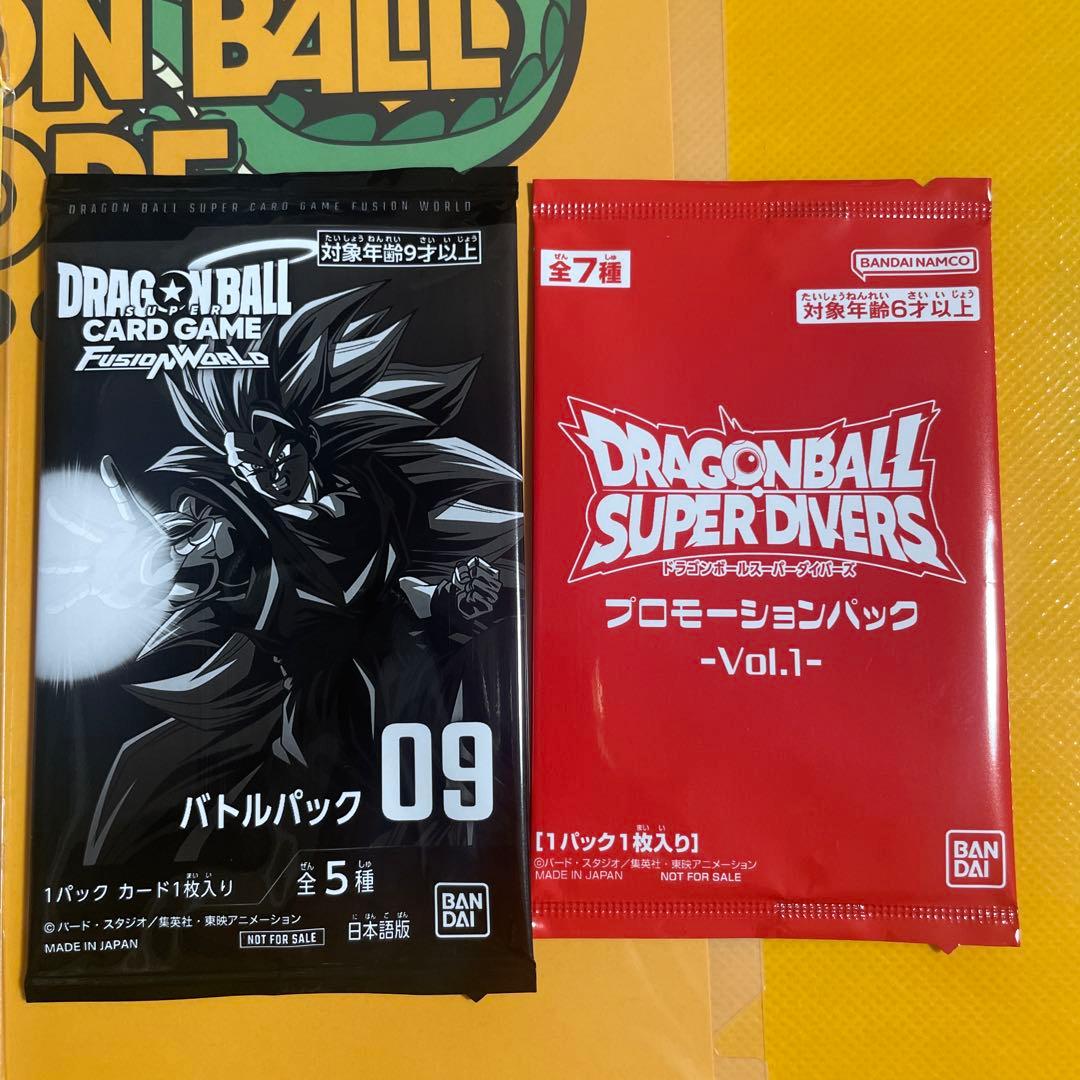 ON BALL
ORE
DRAGON BALL SUPER CARD GAME FUSION WORLD
たいしょうねんれい さいいじょう
対象年齢9才以上
DRAGON BALL
SUPER
CARD GAME
FUSION WORLD
09
バトルパック
まいい
1パック カード1枚入り
ぜん しゅ
全5種
©バード・スタジオ/集英社・東映アニメーション
MADE IN JAPAN
NOT FOR SALE
にほんごばん
日本語版
BAN
DAI
ぜん しゅ
全7種
BANDAI NAMCO
たいしょうねんれい さいいじょう
対象年齢6才以上
DRAGONBALL
SUPER DIVERS
ドラゴンボールスーパーダイバーズ
プロモーションパック
-Vol.1-
まいい
[1パック1枚入り]
©バード・スタジオ/集英社・東映アニメーション
MADE IN JAPAN NOT FOR SALE
BAN
DAI